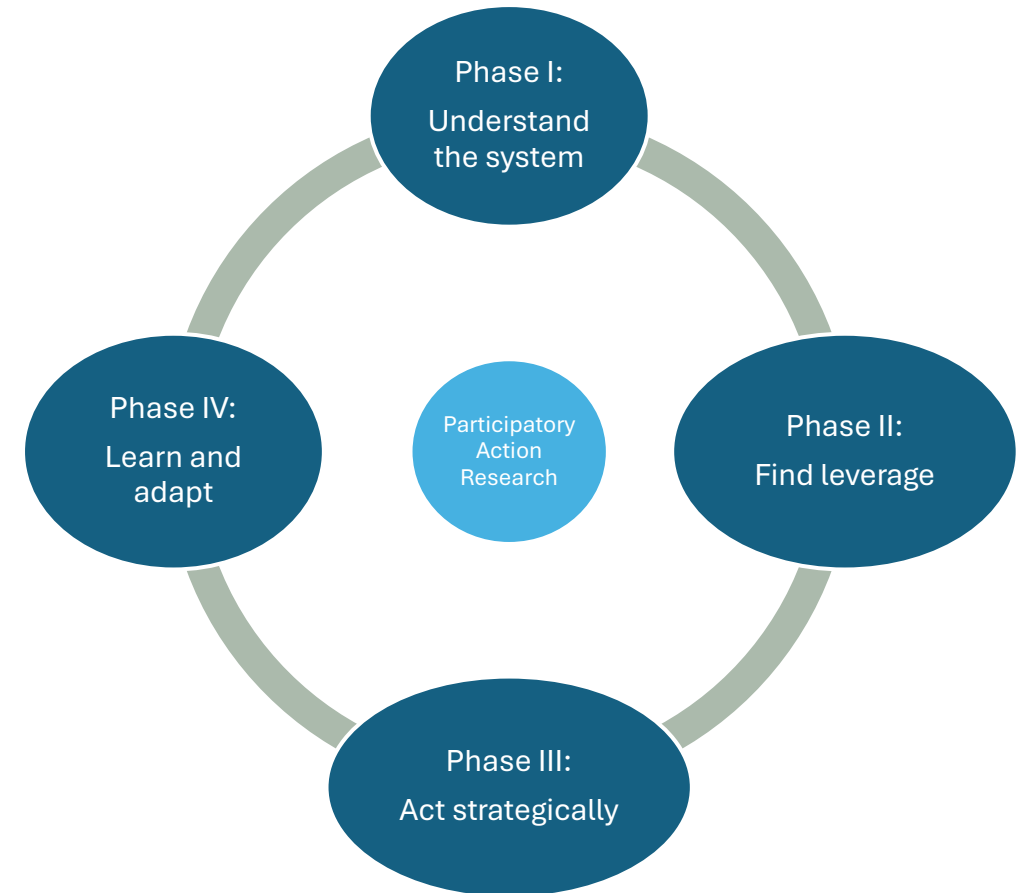 Phase I:
Understand
the system
Phase IV:
Learn and
adapt
Participatory
Action
Research
Phase II:
Find leverage
Phase III:
Act strategically